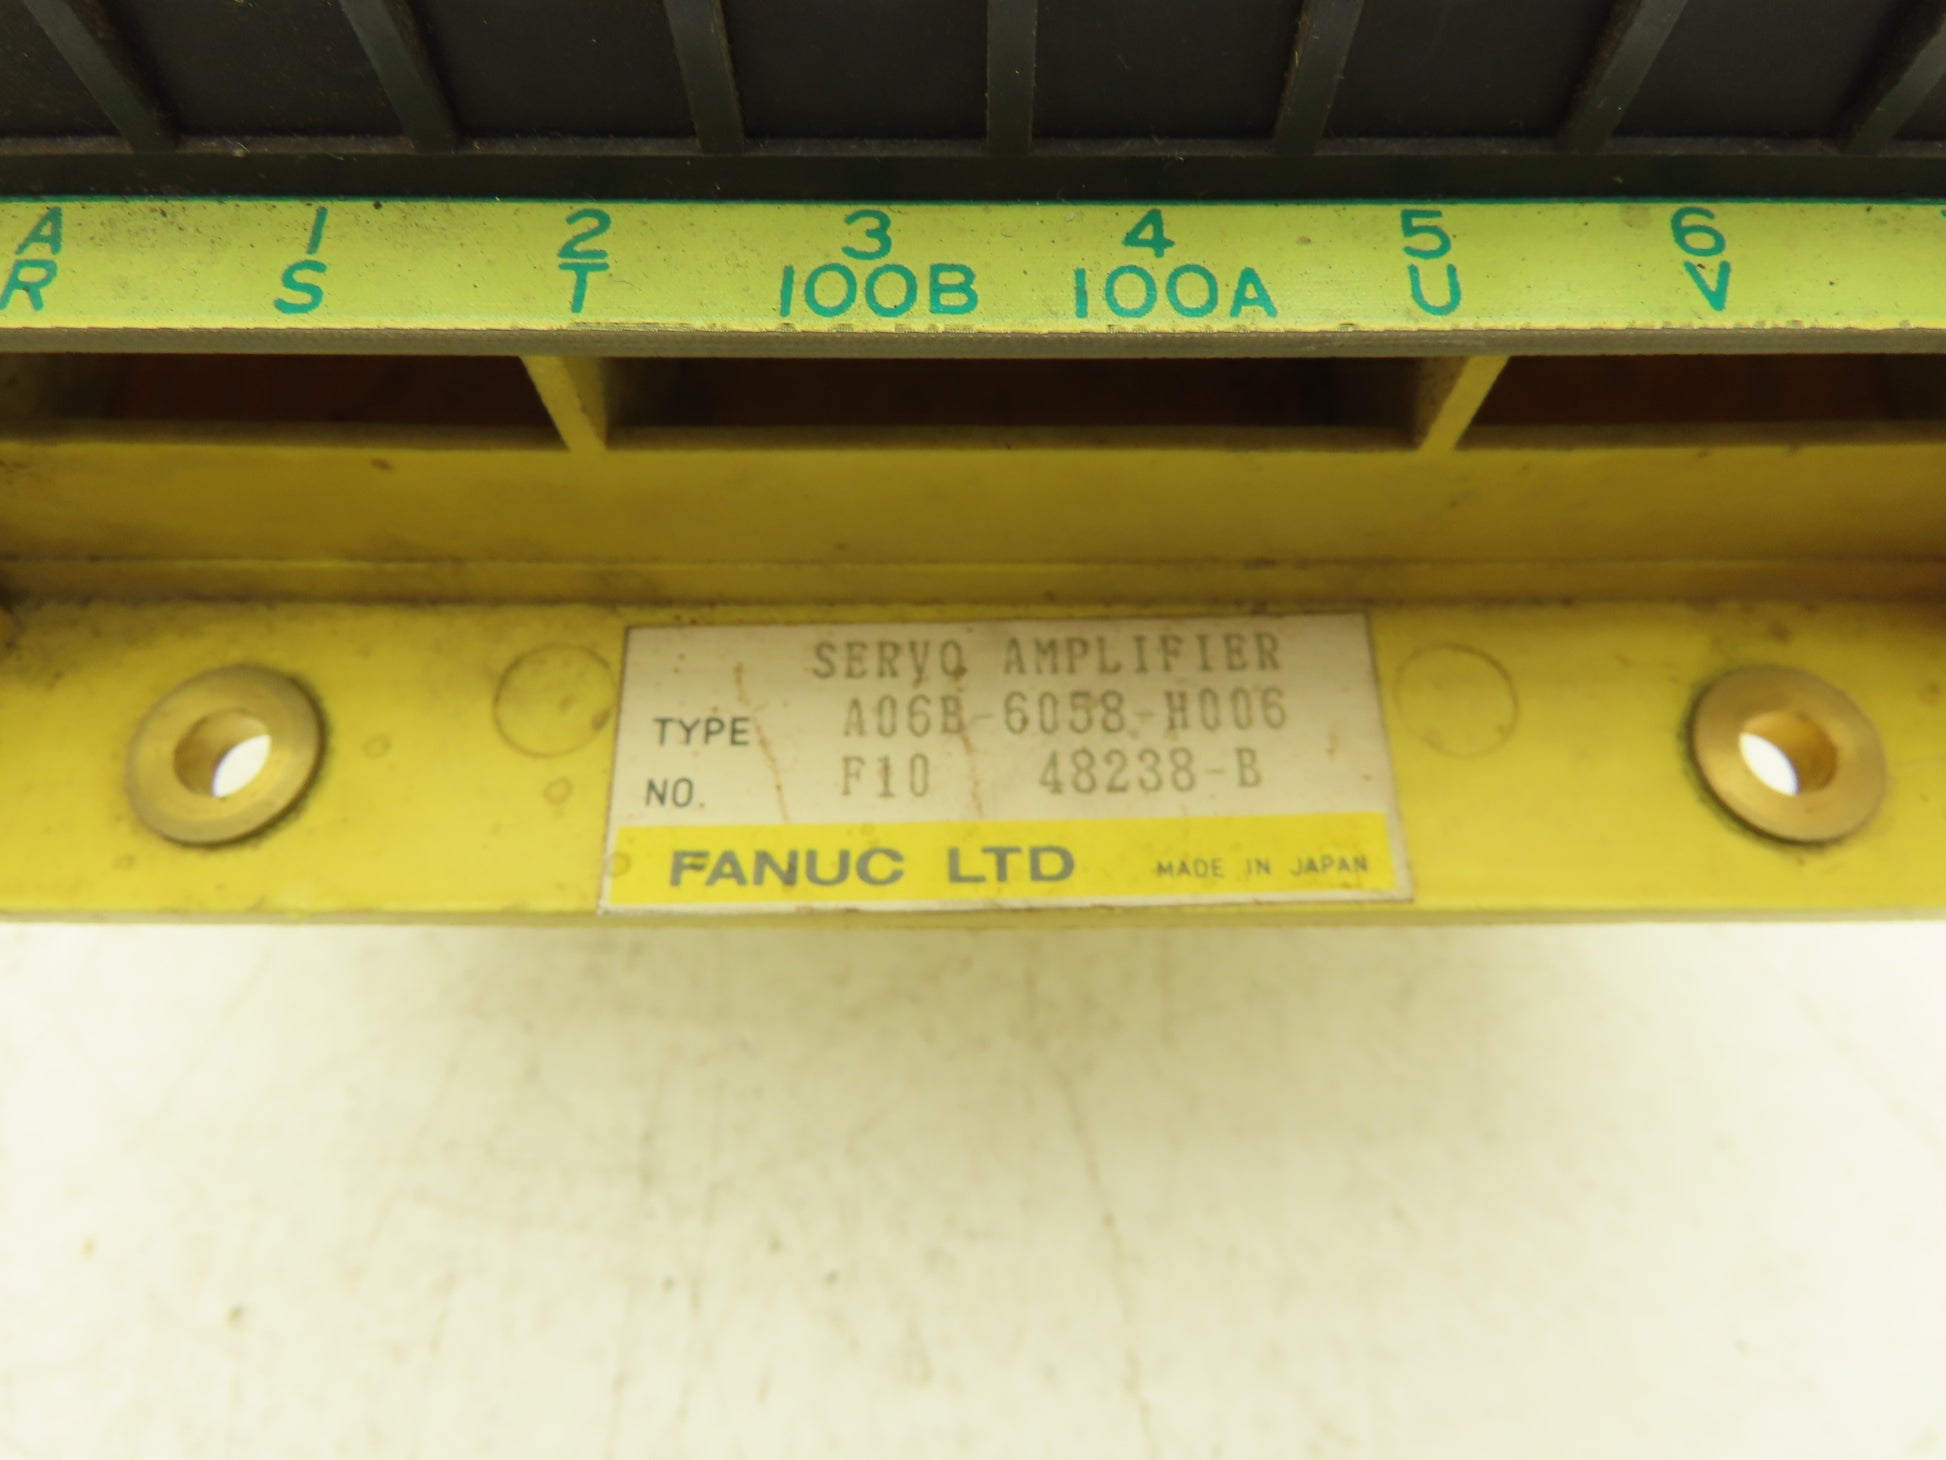 A 1 2 3 4 5 6
R S T 100B 100A U V
SERVO AMPLIFIER
TYPE A06B-6058-H006
NO. F10 48238-B
FANUC LTD MADE IN JAPAN